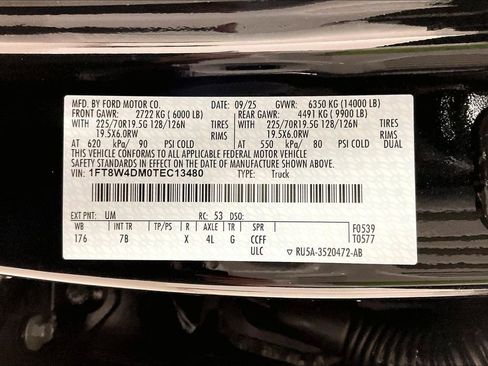 MFD. BY FORD MOTOR CO. 09/25 GVWR: 6350 KG (14000 LB)
FRONT GAWR: 2722 KG ( 6000 LB) REAR GAWR: 4491 KG ( 9900 LB)
225/70R19.5G 128/126N TIRES 225/70R19.5G 128/126N TIRES
19.5X6.0RW RIMS 19.5X6.0RW RIMS
AT 620 kPa/ 90 PSI COLD AT 550 kPa/ 80 PSI COLD DUAL
THIS VEHICLE CONFORMS TO ALL APPLICABLE FEDERAL MOTOR VEHICLE
SAFETY STANDARDS IN EFFECT ON THE DATE OF MANUFACTURE SHOWN ABOVE.
VIN: 1FT8W4DM0TEC13480 TYPE: Truck
EXT PNT: UM RC: 53 DSO:
WB INT TR TP/PS R AXLE TR SPR F0539
176 7B X 4L G CCFF T0577
ULC ▼ RU5A-3520472-AB